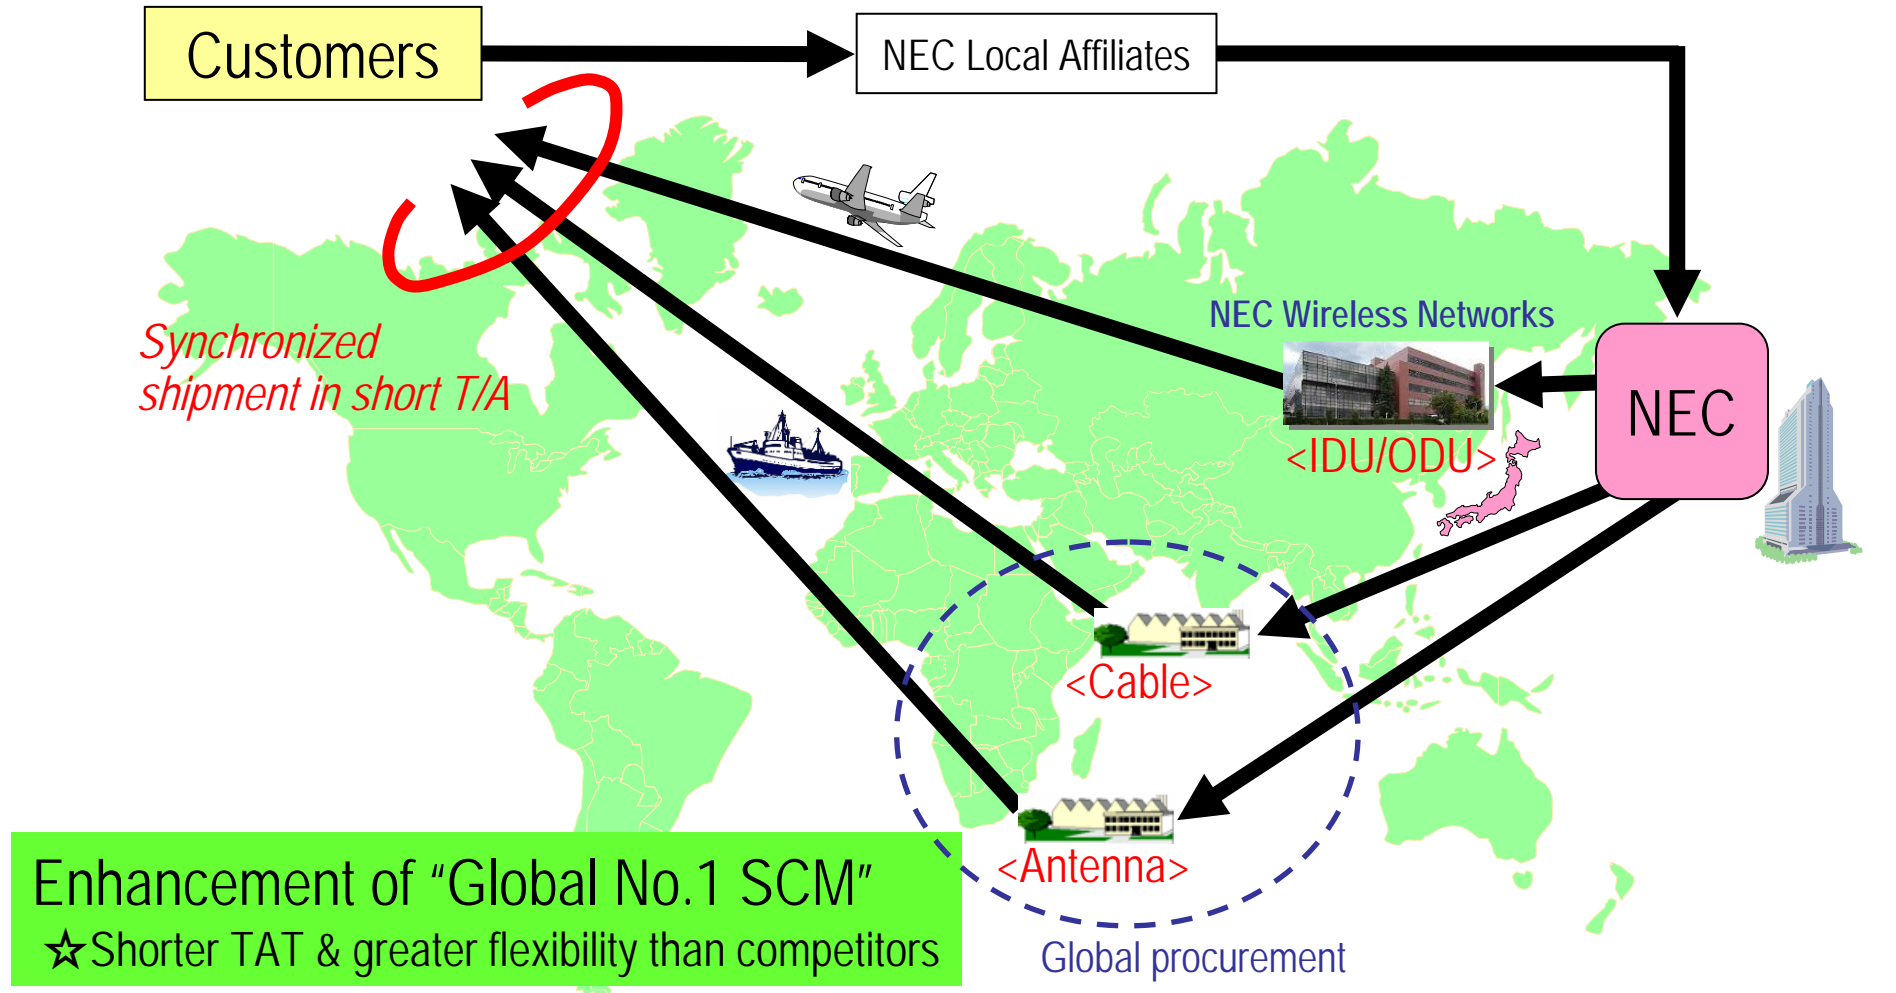 Customers
NEC Local Affiliates
NEC Wireless Networks
Synchronized
shipment in short T/A
NEC
<IDU/ODU>
<Cable>
<Antenna>
Enhancement of “Global No.1 SCM”
☆Shorter TAT & greater flexibility than competitors
Global procurement